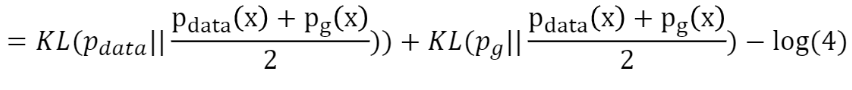 = KL(p_data||(p_data(x) + p_g(x))/2)) + KL(p_g||(p_data(x) + p_g(x))/2) − log(4)